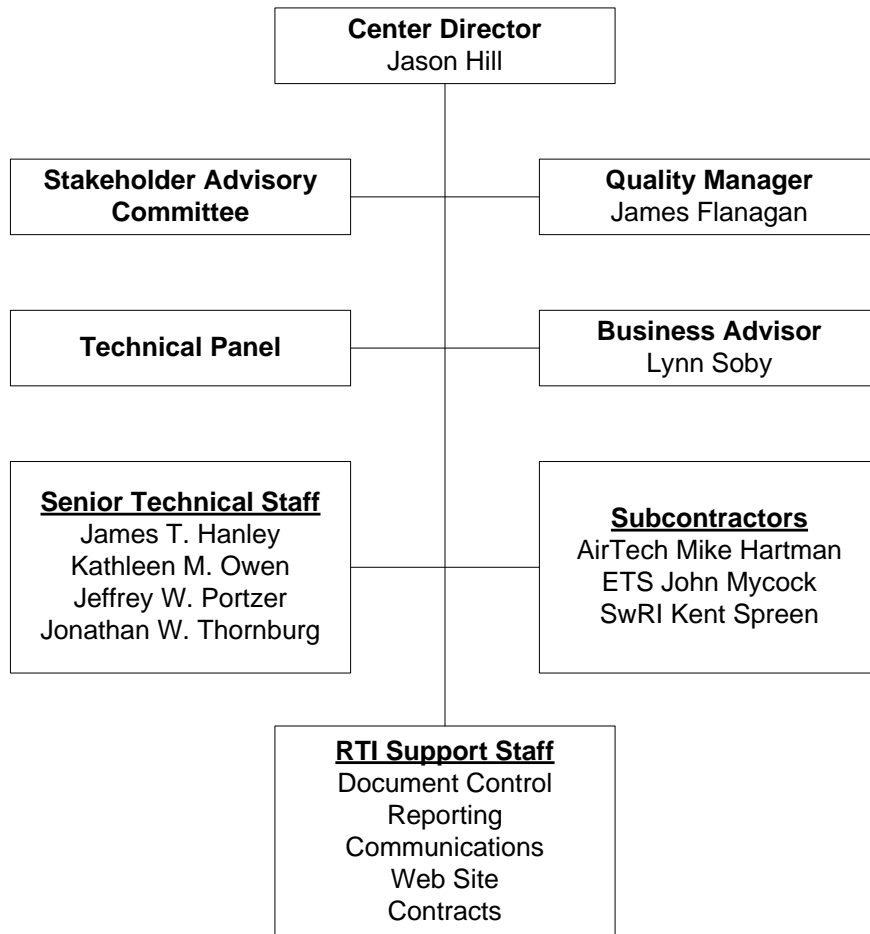 Center Director
Jason Hill
Stakeholder Advisory
Committee
Quality Manager
James Flanagan
Technical Panel
Business Advisor
Lynn Soby
Senior Technical Staff
James T. Hanley
Kathleen M. Owen
Jeffrey W. Portzer
Jonathan W. Thornburg
Subcontractors
AirTech Mike Hartman
ETS John Mycock
SwRI Kent Spreen
RTI Support Staff
Document Control
Reporting
Communications
Web Site
Contracts